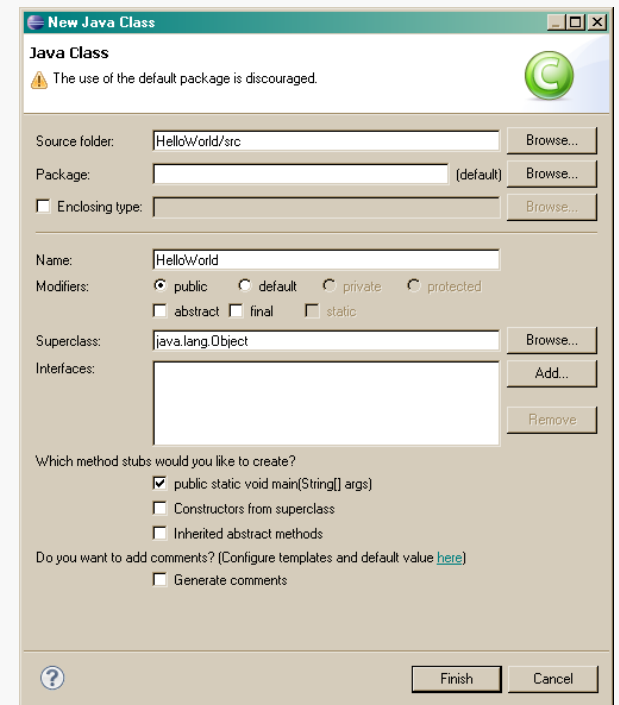 New Java Class
Java Class
The use of the default package is discouraged.
Source folder: HelloWorld/src Browse...
Package: (default) Browse...
Enclosing type: Browse...
Name: HelloWorld
Modifiers: public default private protected
abstract final static
Superclass: java.lang.Object Browse...
Interfaces: Add...
Remove
Which method stubs would you like to create?
public static void main(String[] args)
Constructors from superclass
Inherited abstract methods
Do you want to add comments? (Configure templates and default value here)
Generate comments
? Finish Cancel